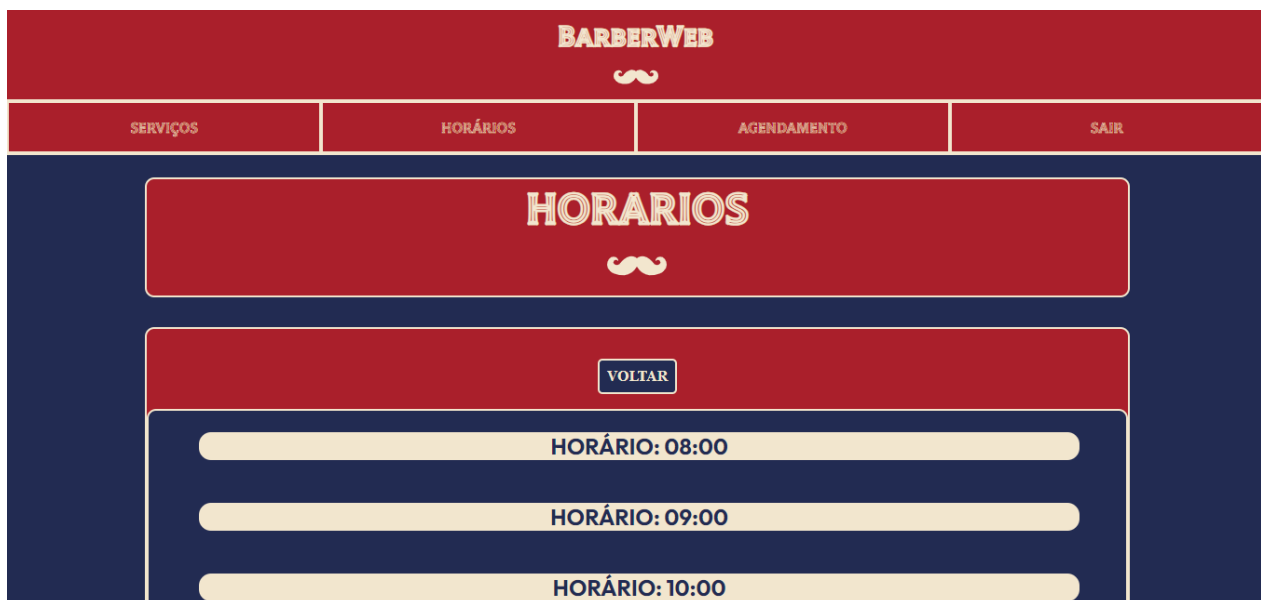 BARBERWEB
SERVIÇOS HORÁRIOS AGENDAMENTO SAIR
HORARIOS
VOLTAR
HORÁRIO: 08:00
HORÁRIO: 09:00
HORÁRIO: 10:00